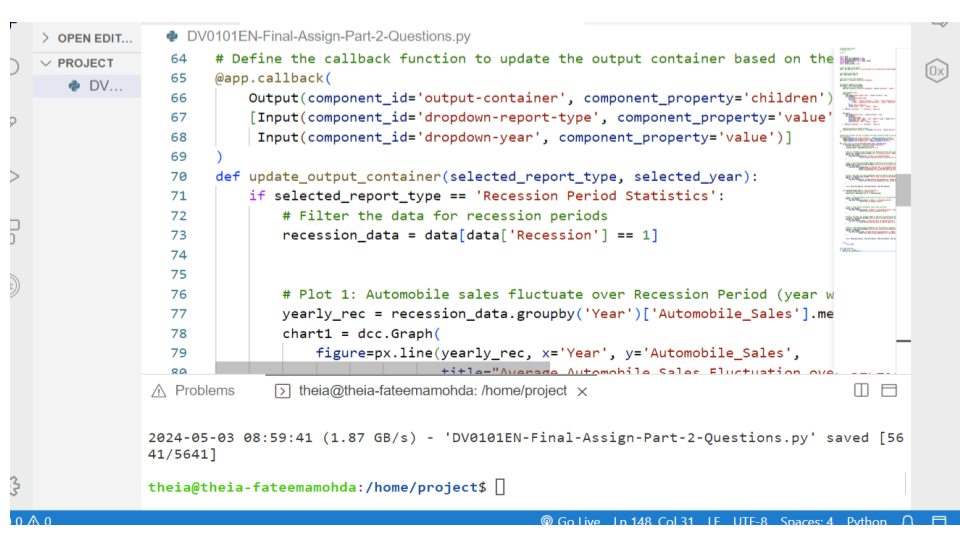 OPEN EDIT...
PROJECT
DV...
DV0101EN-Final-Assign-Part-2-Questions.py
64 # Define the callback function to update the output container based on the
65 @app.callback(
66 Output(component_id='output-container', component_property='children')
67 [Input(component_id='dropdown-report-type', component_property='value'
68 Input(component_id='dropdown-year', component_property='value')]
69 )
70 def update_output_container(selected_report_type, selected_year):
71 if selected_report_type == 'Recession Period Statistics':
72 # Filter the data for recession periods
73 recession_data = data[data['Recession'] == 1]
74
75
76 # Plot 1: Automobile sales fluctuate over Recession Period (year w
77 yearly_rec = recession_data.groupby('Year')['Automobile_Sales'].me
78 chart1 = dcc.Graph(
79 figure=px.line(yearly_rec, x='Year', y='Automobile_Sales',
80 title="Average Automobile Sales Fluctuation ove
Problems
theia@theia-fateemamohda: /home/project
2024-05-03 08:59:41 (1.87 GB/s) - 'DV0101EN-Final-Assign-Part-2-Questions.py' saved [56
41/5641]
theia@theia-fateemamohda:/home/project$
0 0 Go Live Ln 148, Col 31 LF UTF-8 Spaces: 4 Python